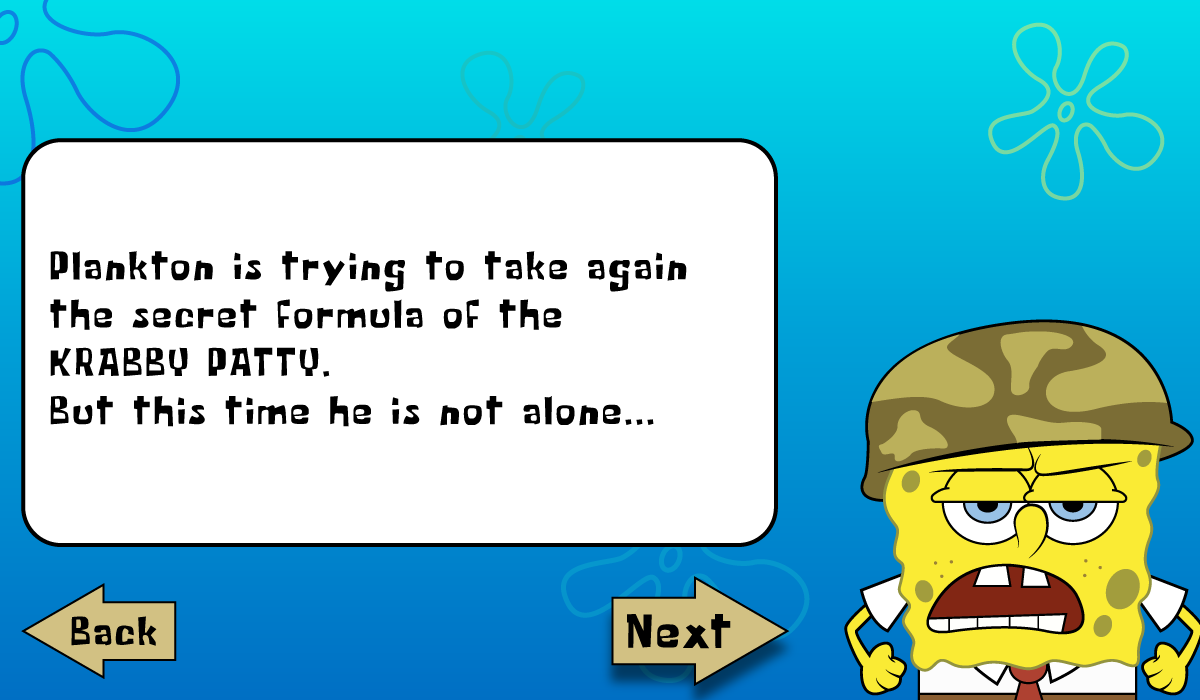 Plankton is trying to take again
the secret formula of the
KRABBY PATTY.
But this time he is not alone...
Back
Next